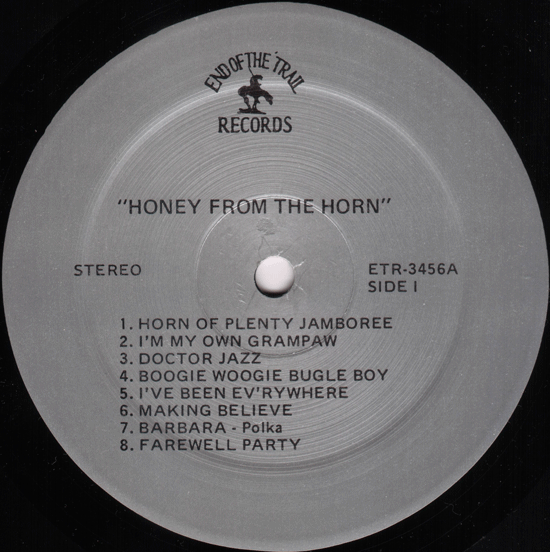 END OF THE TRAIL
RECORDS
"HONEY FROM THE HORN"
STEREO
ETR-3456A
SIDE I
1. HORN OF PLENTY JAMBOREE
2. I'M MY OWN GRAMPAW
3. DOCTOR JAZZ
4. BOOGIE WOOGIE BUGLE BOY
5. I'VE BEEN EV'RYWHERE
6. MAKING BELIEVE
7. BARBARA - Polka
8. FAREWELL PARTY